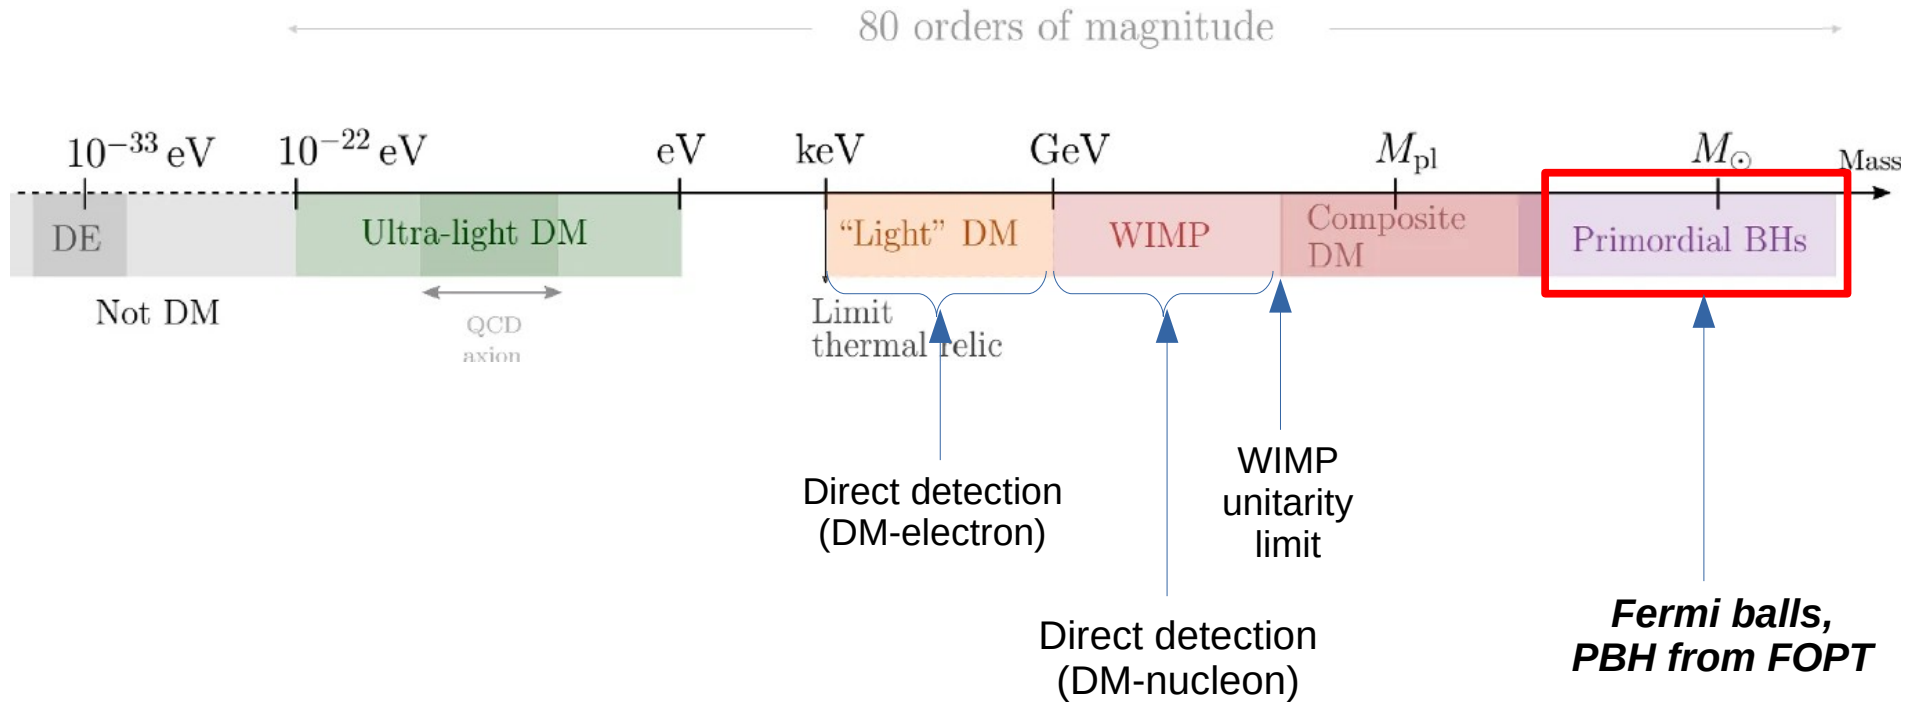 80 orders of magnitude
10⁻³³ eV 10⁻²² eV eV keV GeV M_pl M_⊙ Mass
DE Ultra-light DM “Light” DM WIMP Composite DM Primordial BHs
Not DM
QCD
axion
Limit
thermal relic
Direct detection
(DM-electron)
WIMP
unitarity
limit
Direct detection
(DM-nucleon)
Fermi balls,
PBH from FOPT